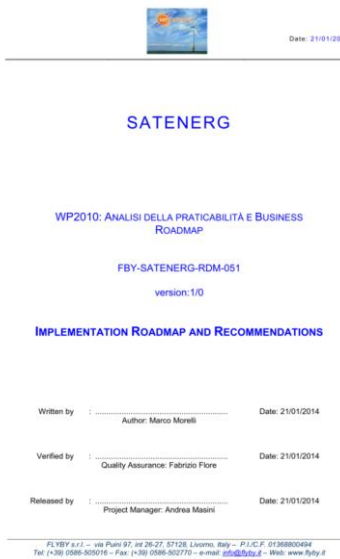 Date: 21/01/20
SATENERG
WP2010: ANALISI DELLA PRATICABILITÀ E BUSINESS
ROADMAP
FBY-SATENERG-RDM-051
version:1/0
IMPLEMENTATION ROADMAP AND RECOMMENDATIONS
Written by : ........................................................ Date: 21/01/2014
Author: Marco Morelli
Verified by : ........................................................ Date: 21/01/2014
Quality Assurance: Fabrizio Flore
Released by : ........................................................ Date: 21/01/2014
Project Manager: Andrea Masini
FLYBY s.r.l. – via Puini 97, int 26-27, 57128, Livorno, Italy – P.I./C.F. 01368800494
Tel: (+39) 0586-505016 – Fax: (+39) 0586-502770 – e-mail: info@flyby.it – Web: www.flyby.it